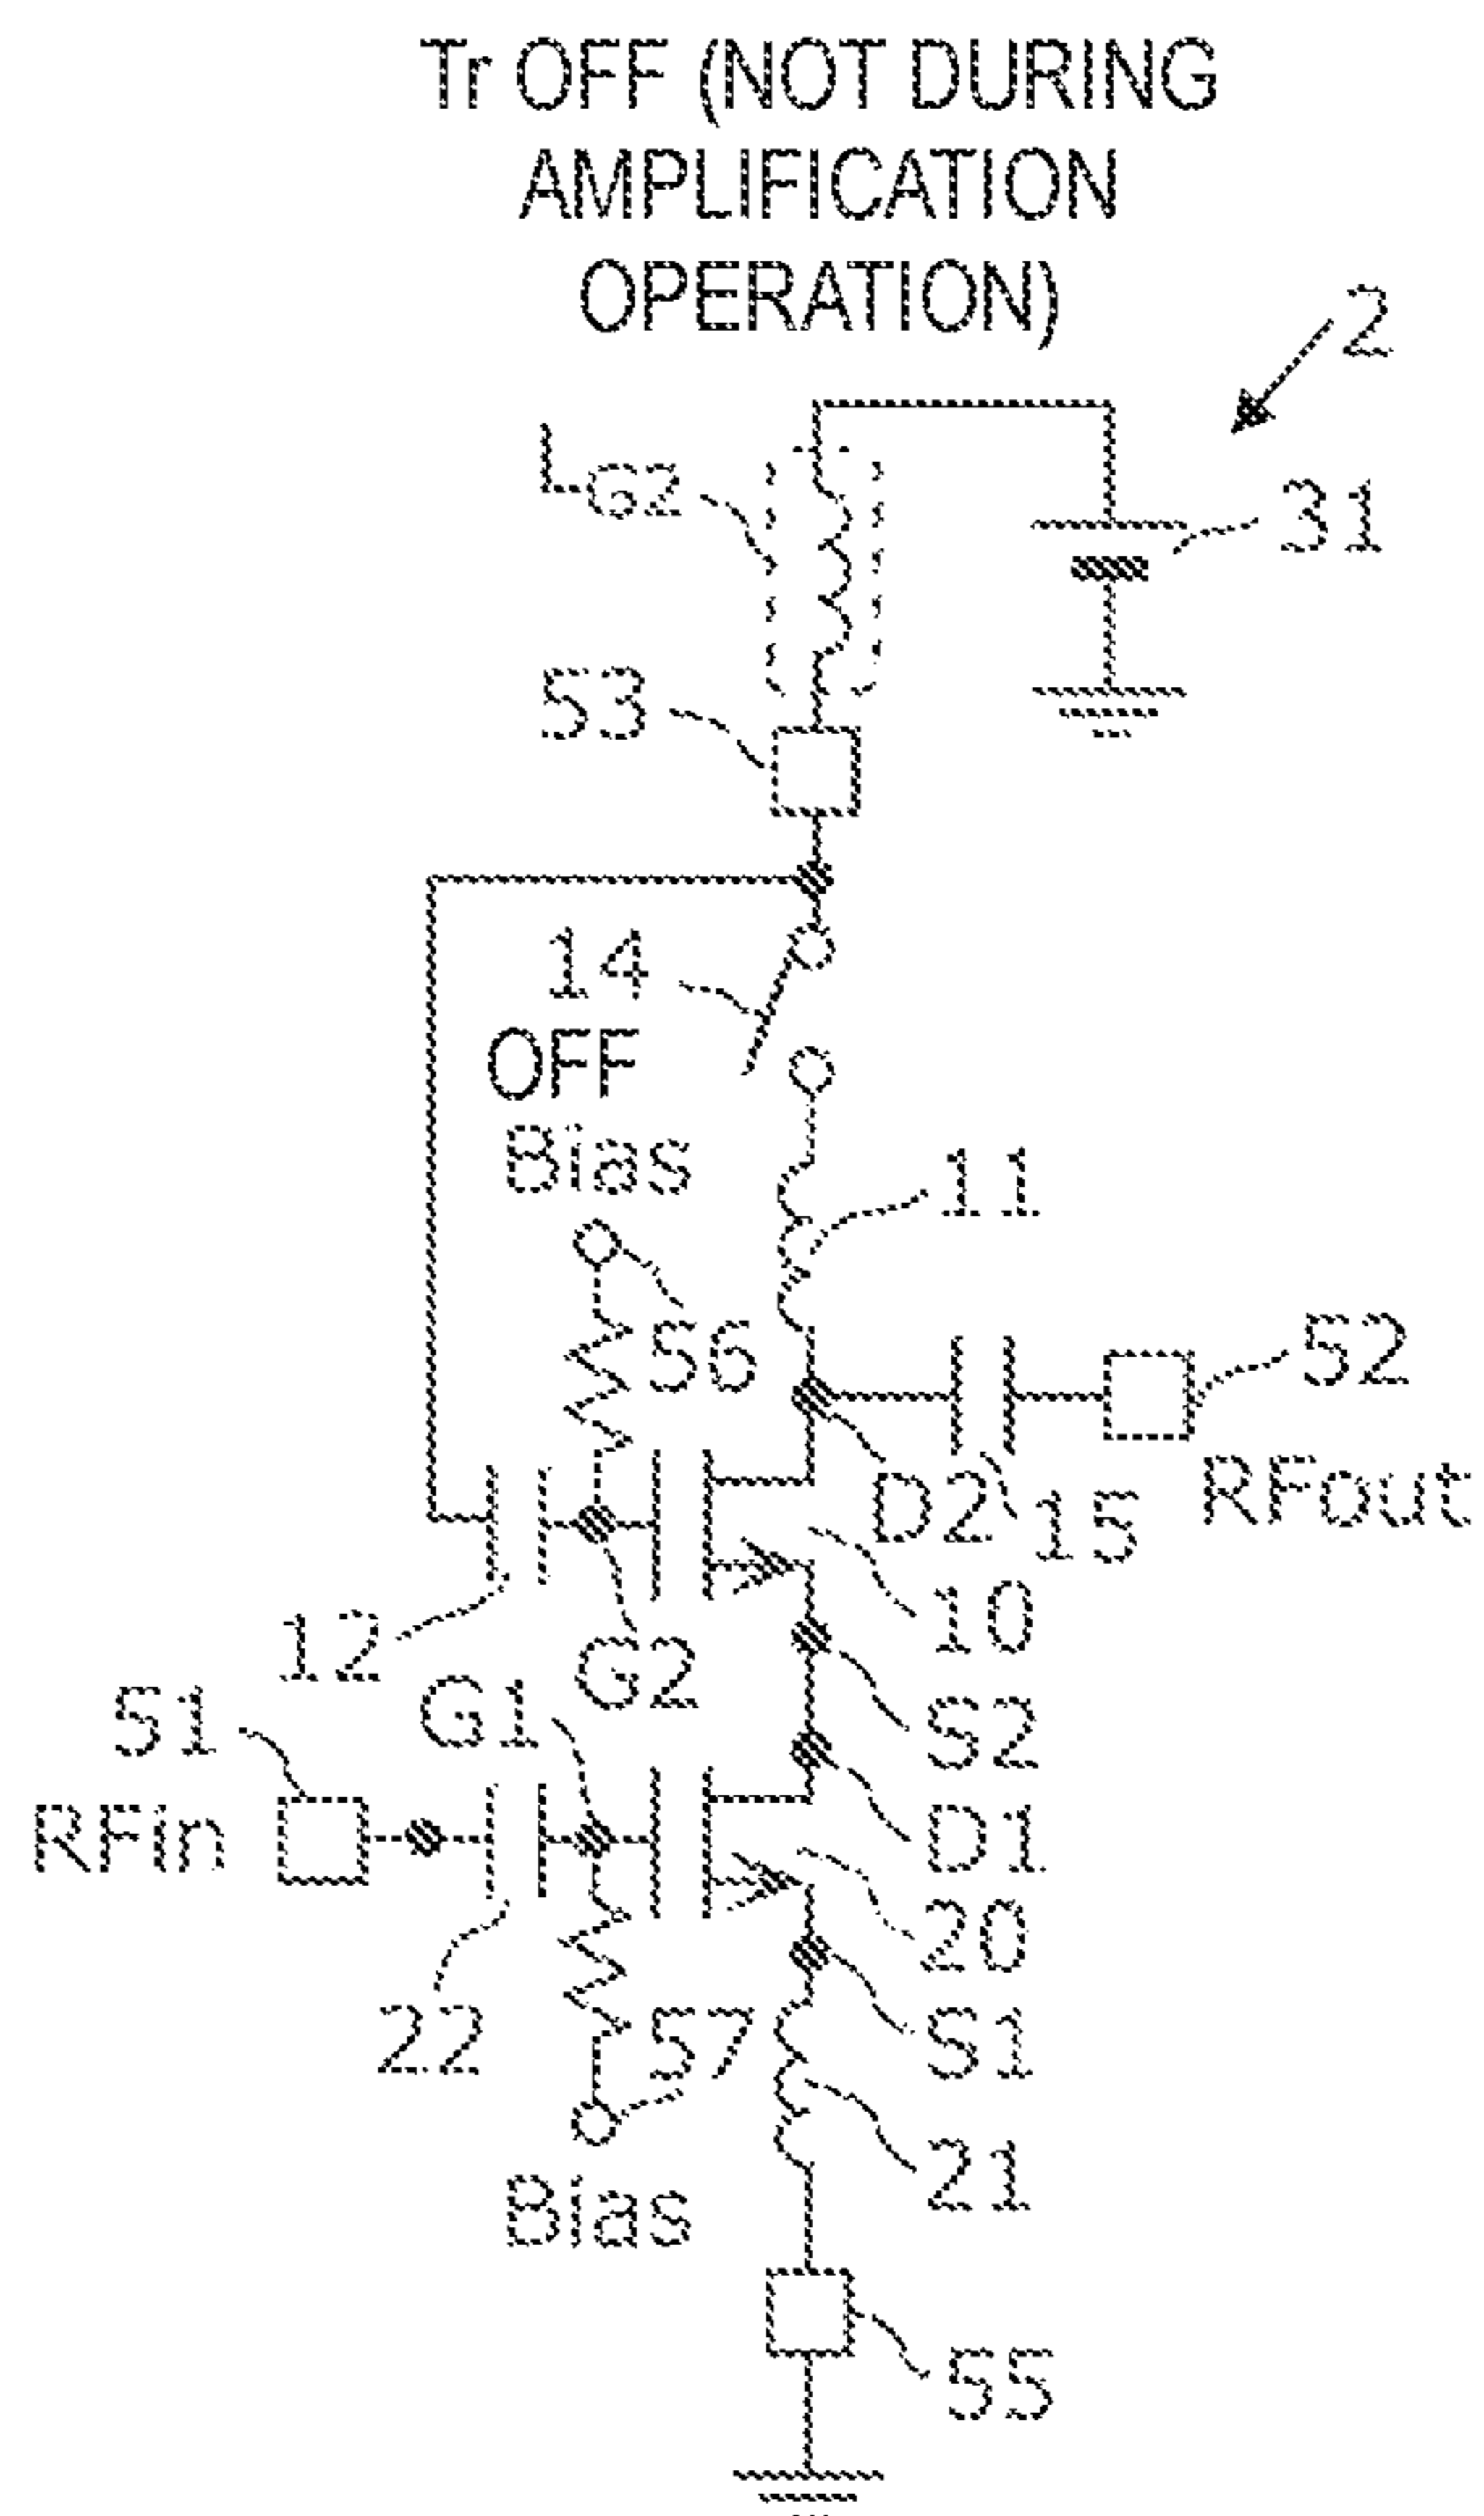 Tr OFF (NOT DURING
AMPLIFICATION
OPERATION)
2
LG2
31
53
14
OFF
Bias
11
56
52
D2
15
RFout
10
12
G2
G1
S2
51
D1
RFin
20
22
57
S1
21
Bias
55